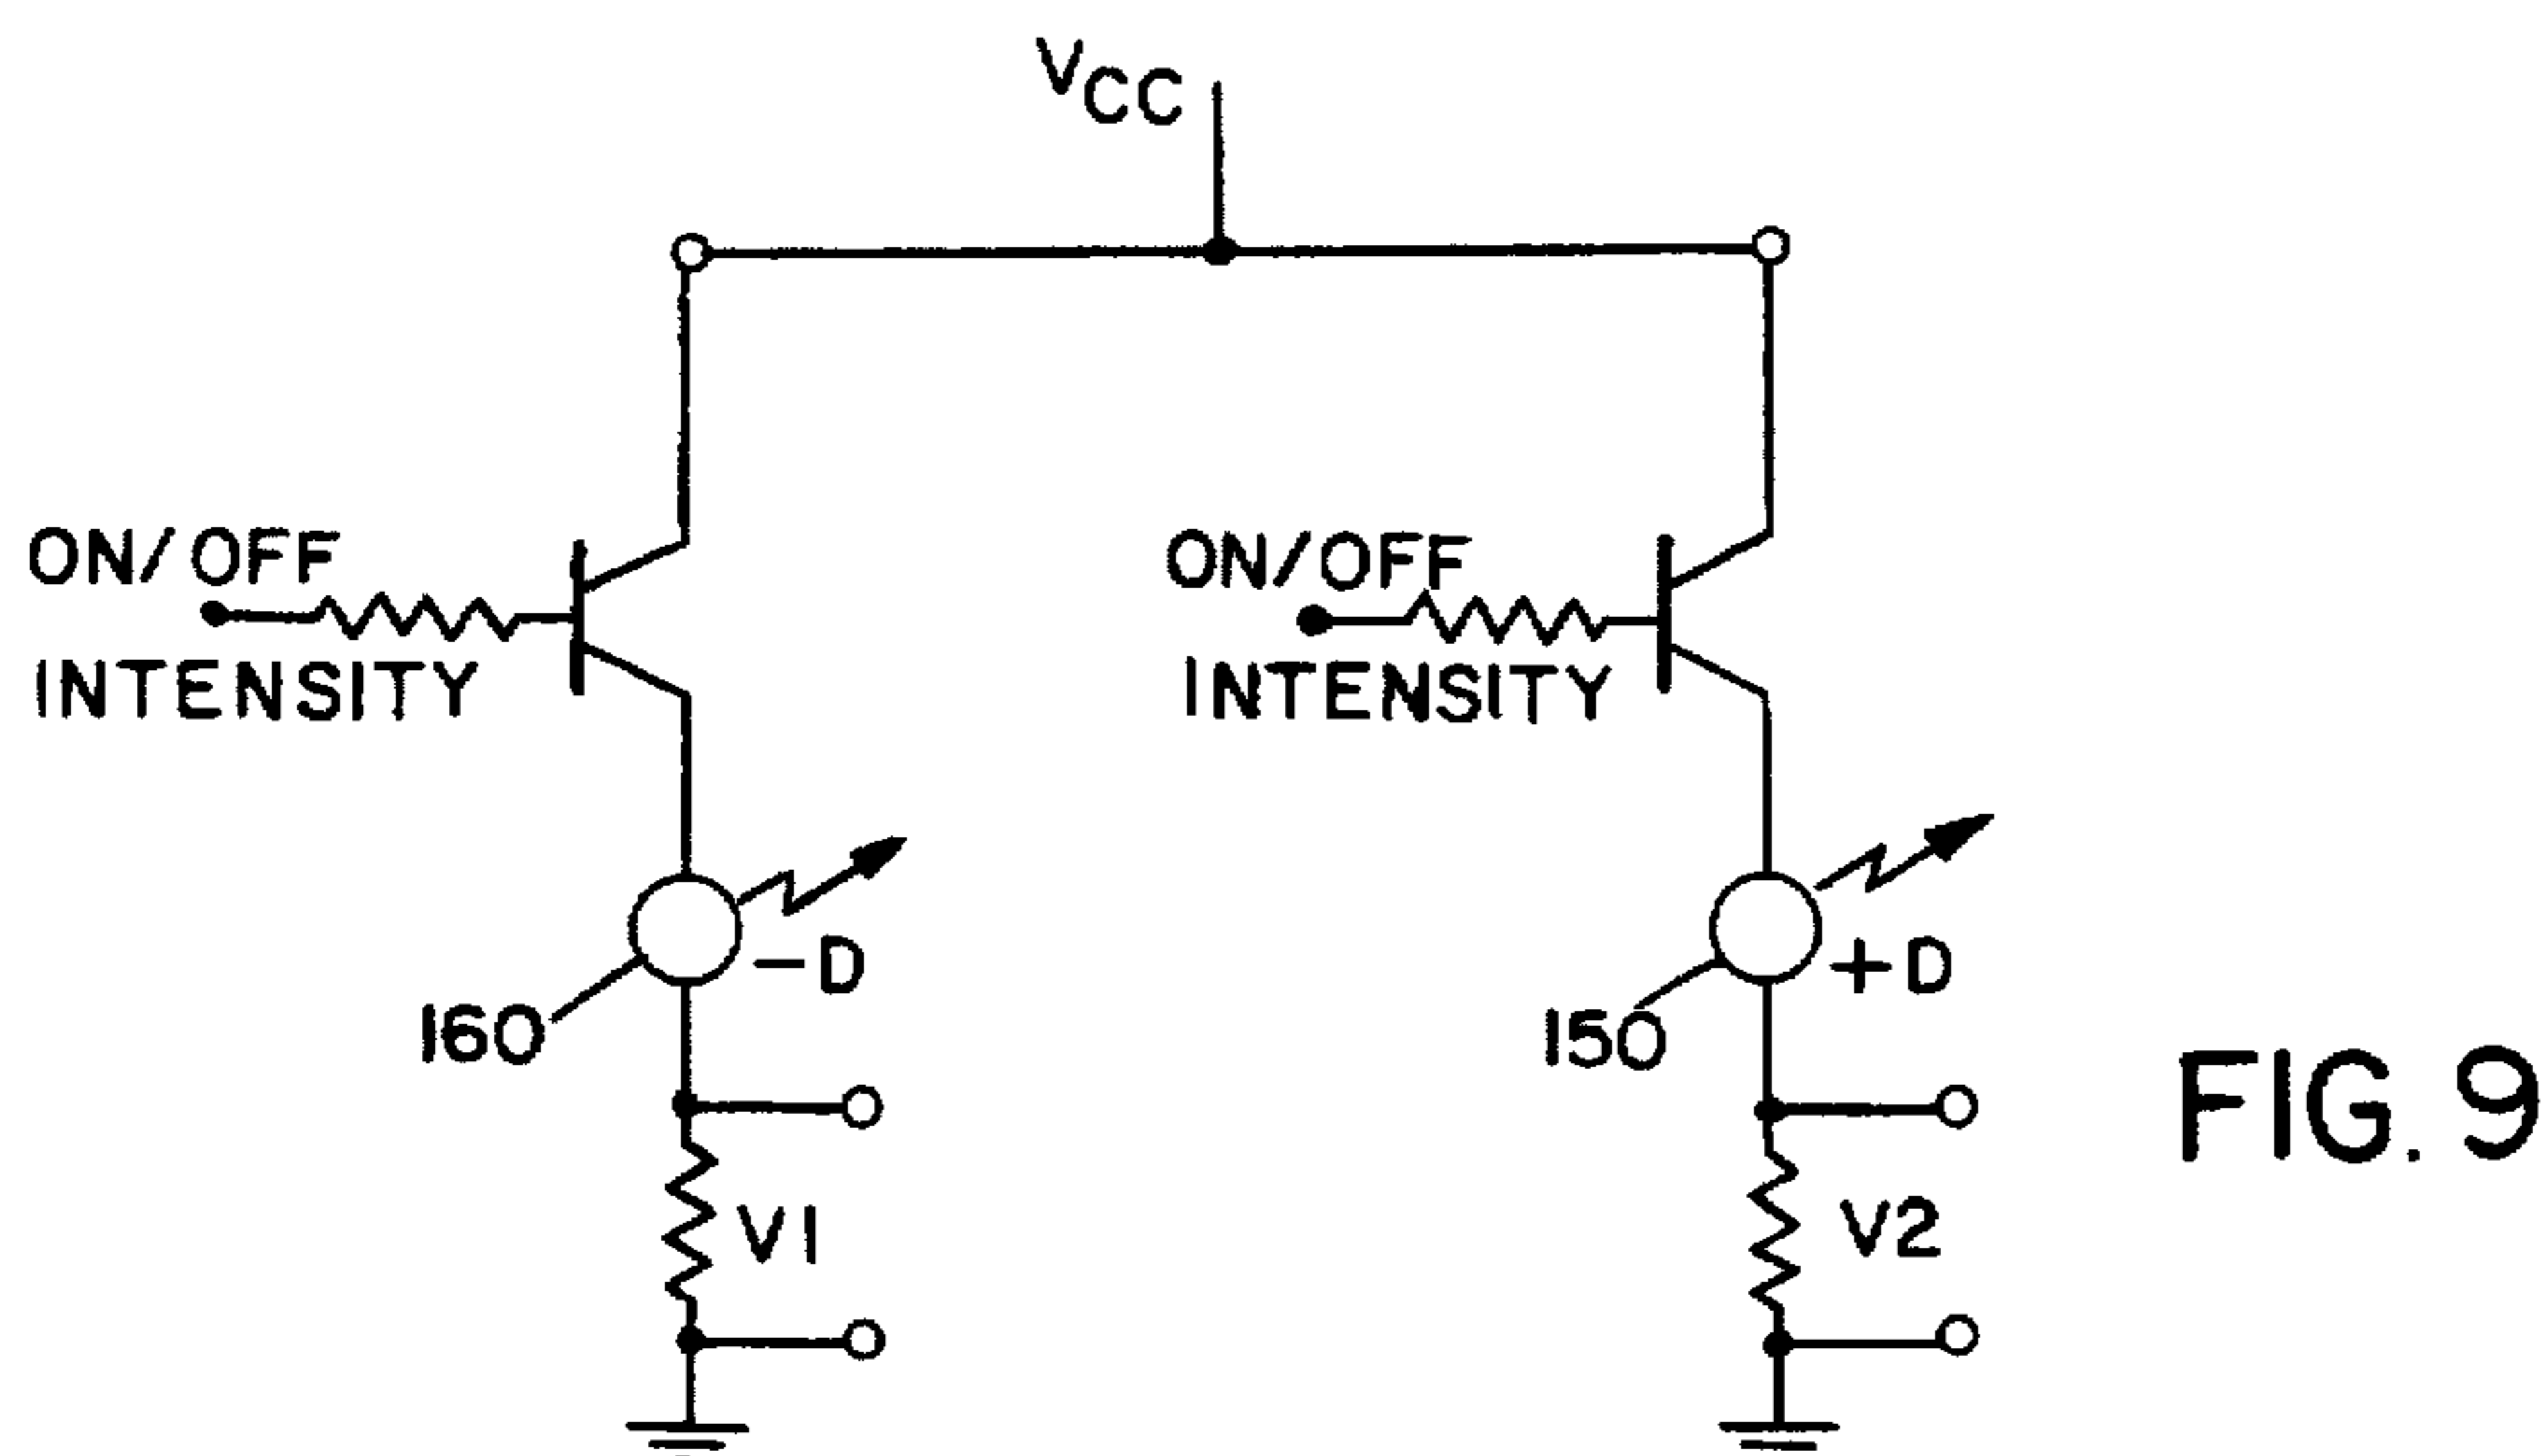 VCC
ON/OFF
INTENSITY
ON/OFF
INTENSITY
-D
160
+D
150
V1
V2
FIG. 9